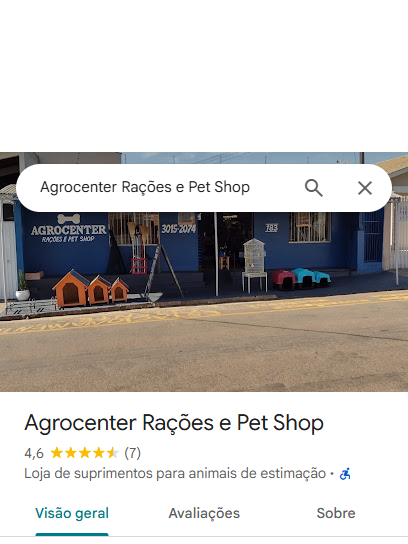 Agrocenter Rações e Pet Shop
AGROCENTER
RAÇÕES E PET SHOP
3015-2074
183
Agrocenter Rações e Pet Shop
4,6 (7)
Loja de suprimentos para animais de estimação ·
Visão geral Avaliações Sobre